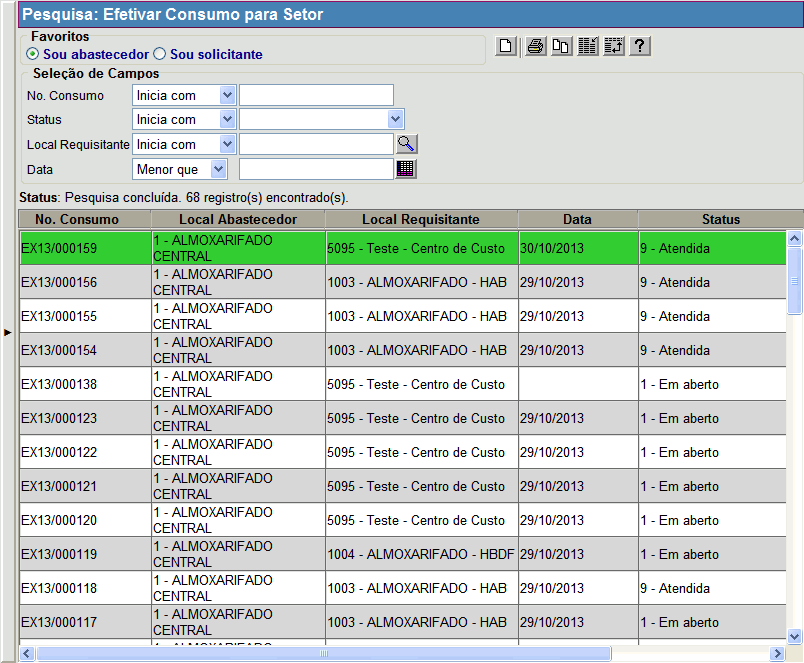 Pesquisa: Efetivar Consumo para Setor
Favoritos
Sou abastecedor Sou solicitante
?
Seleção de Campos
No. Consumo Inicia com
Status Inicia com
Local Requisitante Inicia com
Data Menor que
Status: Pesquisa concluída. 68 registro(s) encontrado(s).
No. Consumo Local Abastecedor Local Requisitante Data Status
EX13/000159 1 - ALMOXARIFADO CENTRAL 5095 - Teste - Centro de Custo 30/10/2013 9 - Atendida
EX13/000156 1 - ALMOXARIFADO CENTRAL 1003 - ALMOXARIFADO - HAB 29/10/2013 9 - Atendida
EX13/000155 1 - ALMOXARIFADO CENTRAL 1003 - ALMOXARIFADO - HAB 29/10/2013 9 - Atendida
EX13/000154 1 - ALMOXARIFADO CENTRAL 1003 - ALMOXARIFADO - HAB 29/10/2013 9 - Atendida
EX13/000138 1 - ALMOXARIFADO CENTRAL 5095 - Teste - Centro de Custo 1 - Em aberto
EX13/000123 1 - ALMOXARIFADO CENTRAL 5095 - Teste - Centro de Custo 29/10/2013 1 - Em aberto
EX13/000122 1 - ALMOXARIFADO CENTRAL 5095 - Teste - Centro de Custo 29/10/2013 1 - Em aberto
EX13/000121 1 - ALMOXARIFADO CENTRAL 5095 - Teste - Centro de Custo 29/10/2013 1 - Em aberto
EX13/000120 1 - ALMOXARIFADO CENTRAL 5095 - Teste - Centro de Custo 29/10/2013 1 - Em aberto
EX13/000119 1 - ALMOXARIFADO CENTRAL 1004 - ALMOXARIFADO - HBDF 29/10/2013 1 - Em aberto
EX13/000118 1 - ALMOXARIFADO CENTRAL 1003 - ALMOXARIFADO - HAB 29/10/2013 9 - Atendida
EX13/000117 1 - ALMOXARIFADO CENTRAL 1003 - ALMOXARIFADO - HAB 29/10/2013 1 - Em aberto